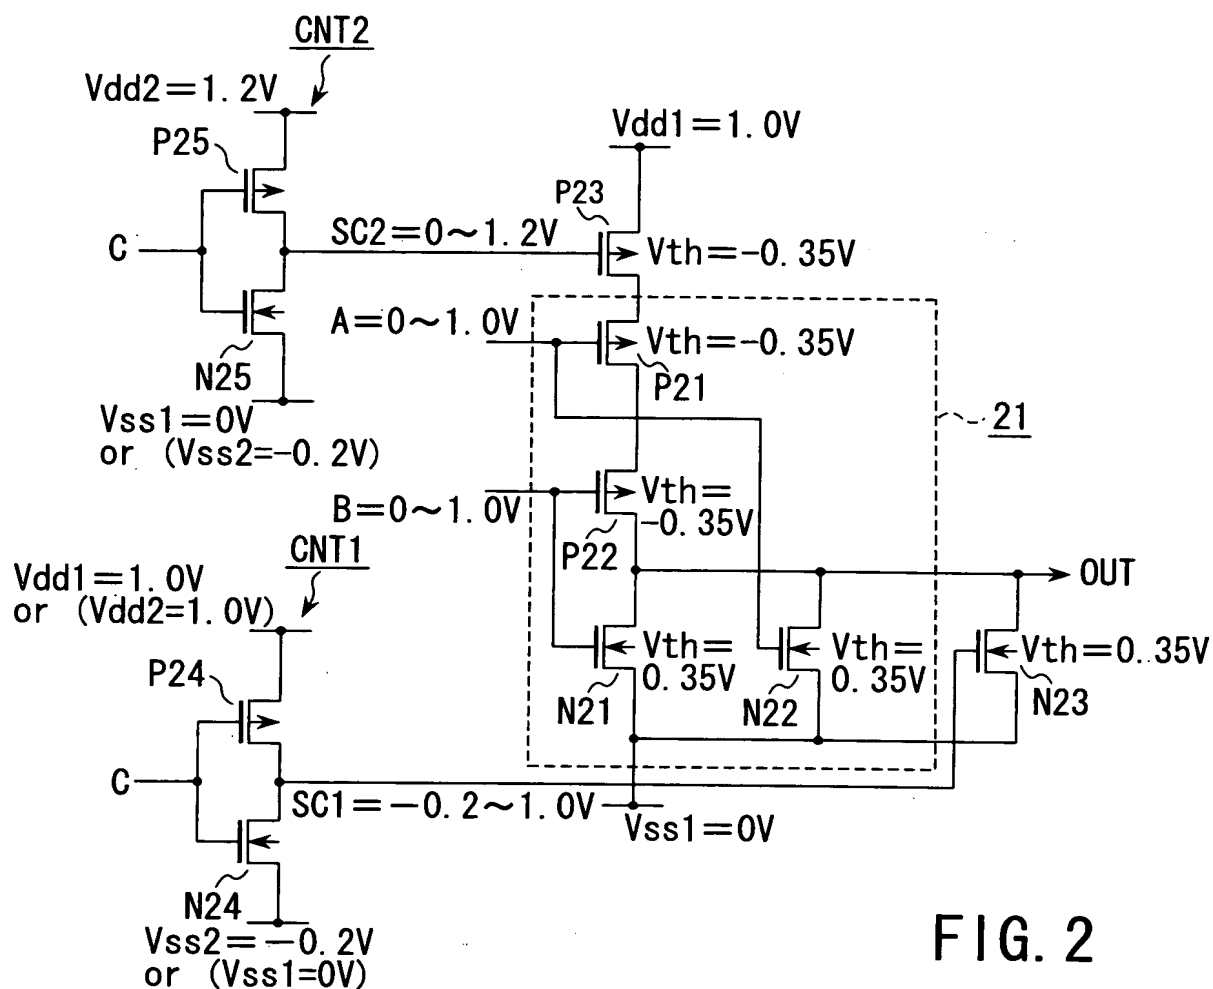 CNT2
Vdd2=1.2V
P25
C
SC2=0~1.2V
N25
Vss1=0V
or (Vss2=-0.2V)
Vdd1=1.0V
P23
Vth=-0.35V
A=0~1.0V
Vth=-0.35V
P21
21
B=0~1.0V
Vth=
-0.35V
P22
CNT1
Vdd1=1.0V
or (Vdd2=1.0V)
OUT
P24
Vth=
0.35V
N21
Vth=
0.35V
N22
Vth=0.35V
N23
C
SC1=-0.2~1.0V
Vss1=0V
N24
Vss2=-0.2V
or (Vss1=0V)
FIG. 2